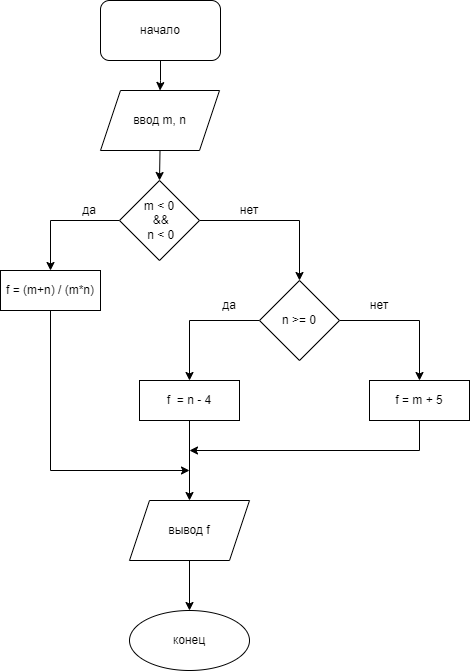 начало
ввод m, n
m < 0
&&
n < 0
да
нет
f = (m+n) / (m*n)
n >= 0
да
нет
f  = n - 4
f = m + 5
вывод f
конец